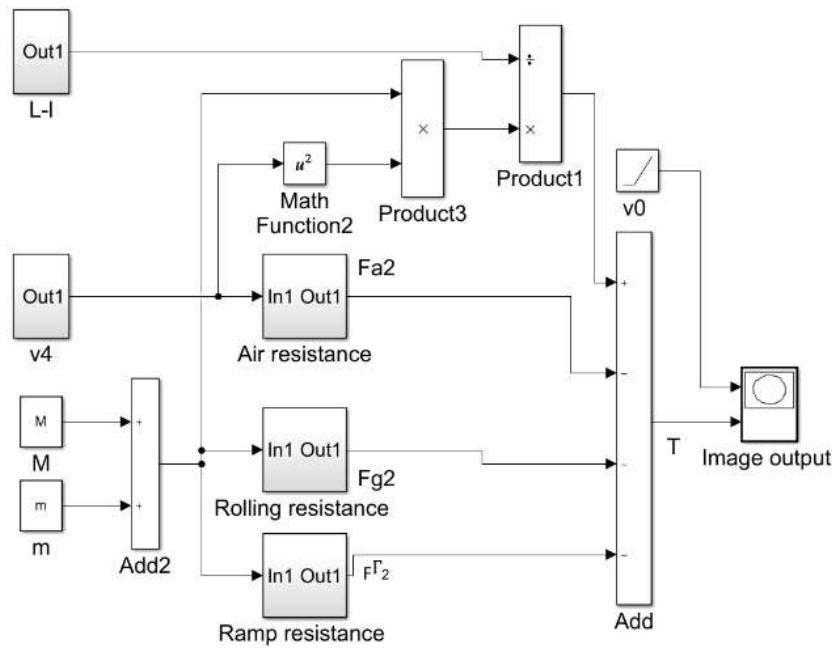 Out1
L-I
÷
×
Product1
×
Product3
u²
Math
Function2
v0
Out1
v4
In1 Out1
Fa2
Air resistance
+
−
−
−
Add
M
M
m
m
+
+
Add2
In1 Out1
Fg2
Rolling resistance
In1 Out1
FΓ₂
Ramp resistance
T
Image output